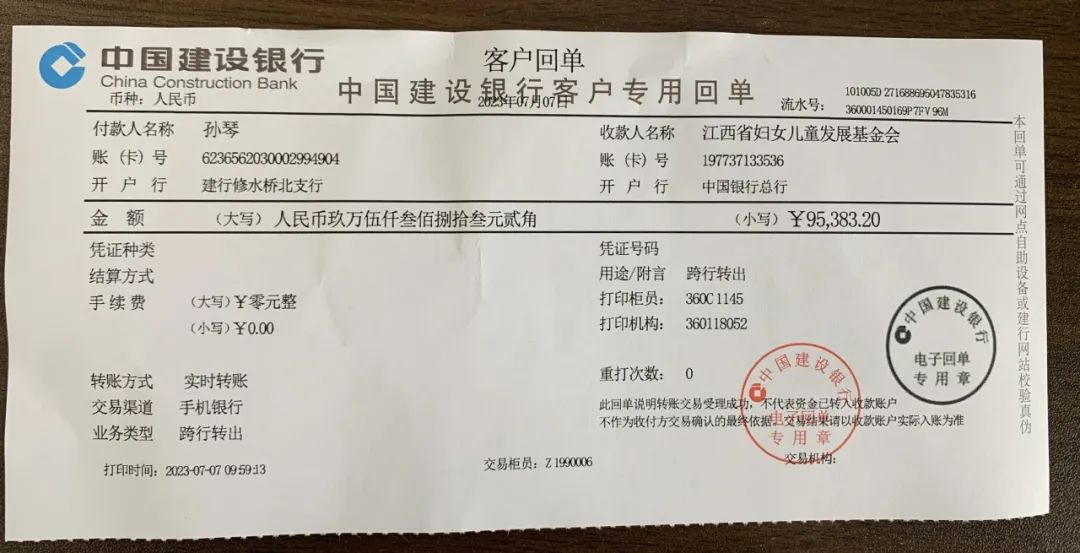 中国建设银行
China Construction Bank
客户回单
中国建设银行客户专用回单
币种：人民币
2023年07月07日
流水号：
101005D 271688695047835316
360001450169P7FV96M
付款人名称 孙琴
收款人名称 江西省妇女儿童发展基金会
账（卡）号 6236562030002994904
账（卡）号 197737133536
开 户 行 建行修水桥北支行
开 户 行 中国银行总行
金 额 （大写）人民币玖万伍仟叁佰捌拾叁元贰角 （小写）￥95,383.20
凭证种类
凭证号码
结算方式
用途/附言 跨行转出
手续费 （大写）￥零元整
打印柜员：360C1145
（小写）￥0.00
打印机构：360118052
重打次数：0
转账方式 实时转账
交易渠道 手机银行
业务类型 跨行转出
此回单说明转账交易受理成功，不代表资金已转入收款账户
不作为收付方交易确认的最终依据，交易结果请以收款账户实际入账为准
打印时间：2023-07-07 09:59:13
交易柜员：Z1990006
交易机构：
中国建设银行
电子回单
专用章
中国建设银行
电子回单
专用章
本回单可通过网点自助设备或建行网站校验真伪